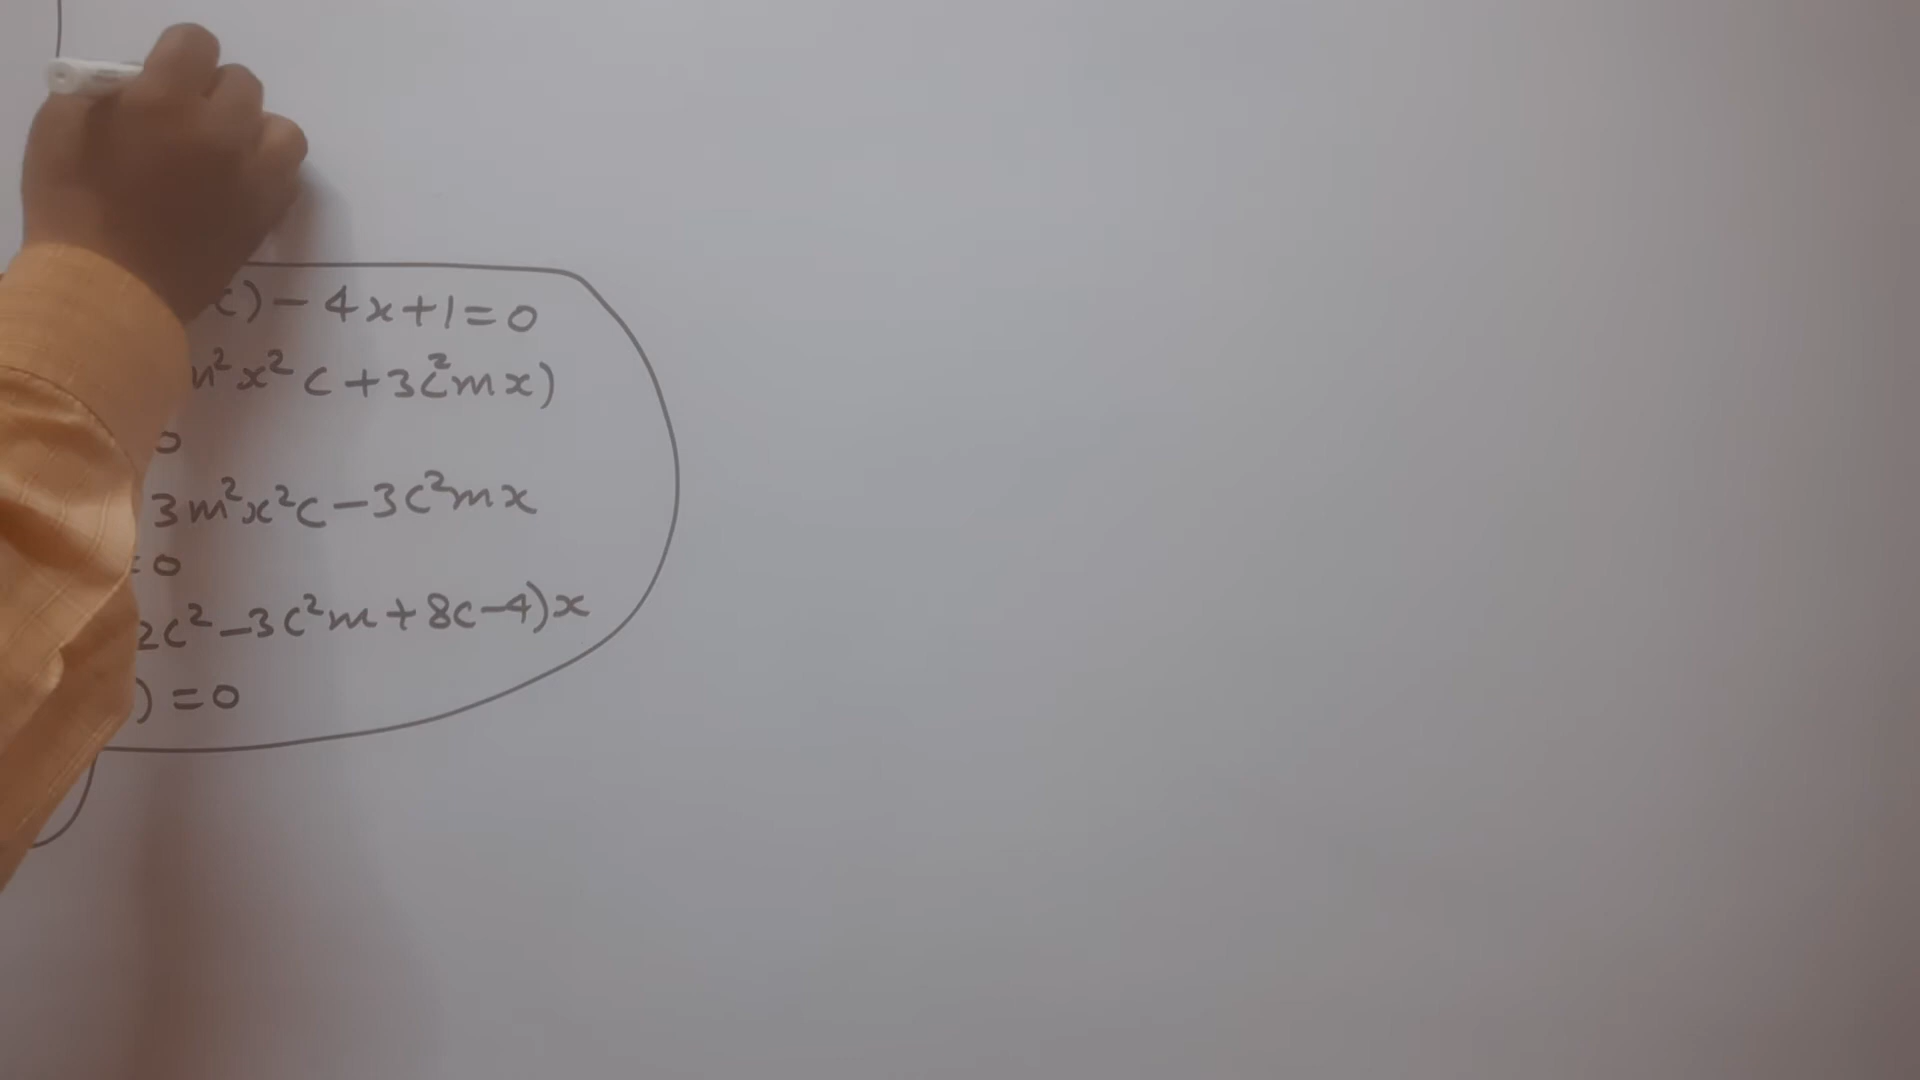 ) - 4x + 1 = 0
m²x²c + 3c²mx)
0
3m²x²c - 3c²mx
= 0
2c² - 3c²m + 8c - 4)x
) = 0